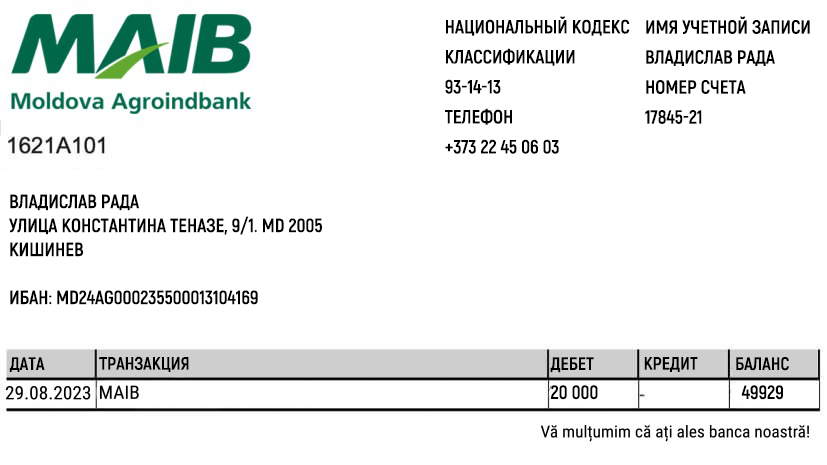 MAIB
Moldova Agroindbank
1621A101
НАЦИОНАЛЬНЫЙ КОДЕКС
КЛАССИФИКАЦИИ
93-14-13
ТЕЛЕФОН
+373 22 45 06 03
ИМЯ УЧЕТНОЙ ЗАПИСИ
ВЛАДИСЛАВ РАДА
НОМЕР СЧЕТА
17845-21
ВЛАДИСЛАВ РАДА
УЛИЦА КОНСТАНТИНА ТЕНАЗЕ, 9/1. MD 2005
КИШИНЕВ
ИБАН: MD24AG000235500013104169
ДАТА ТРАНЗАКЦИЯ ДЕБЕТ КРЕДИТ БАЛАНС
29.08.2023 MAIB 20 000 - 49929
Vă mulțumim că ați ales banca noastră!